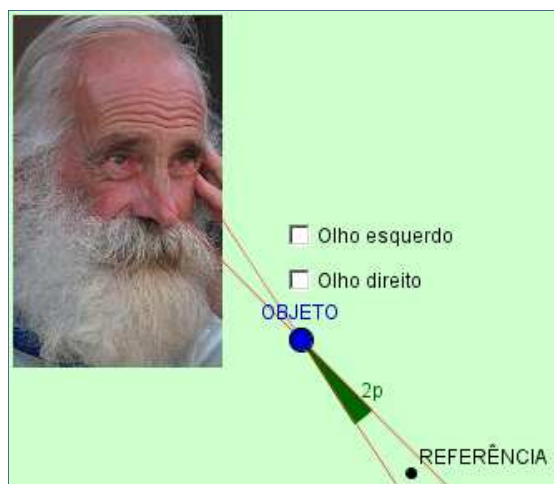 Olho esquerdo
Olho direito
OBJETO
2p
REFERÊNCIA